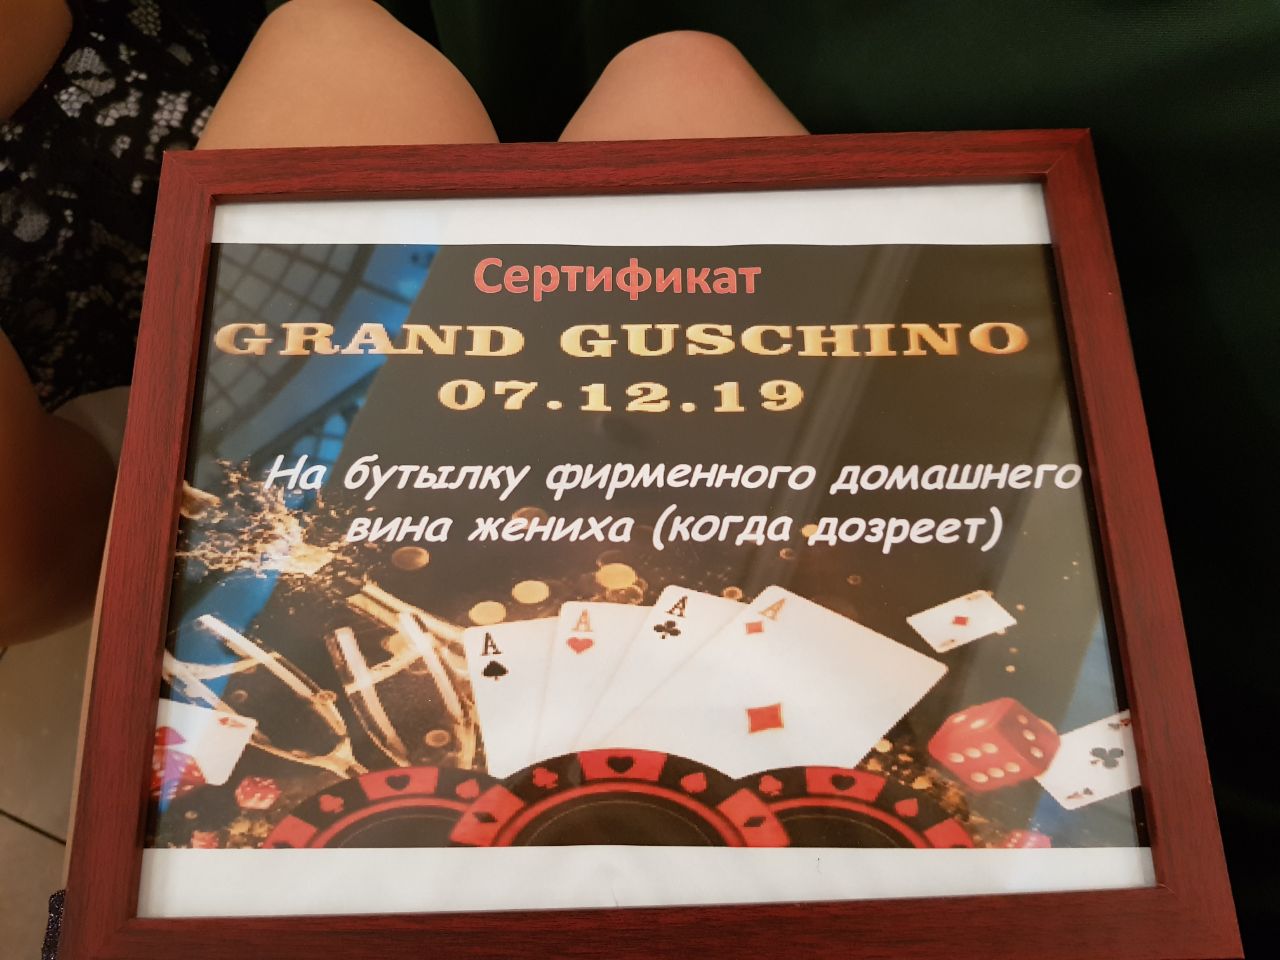 Сертификат
GRAND GUSCHINO
07.12.19
На бутылку фирменного домашнего
вина жениха (когда дозреет)
A
A
A
A